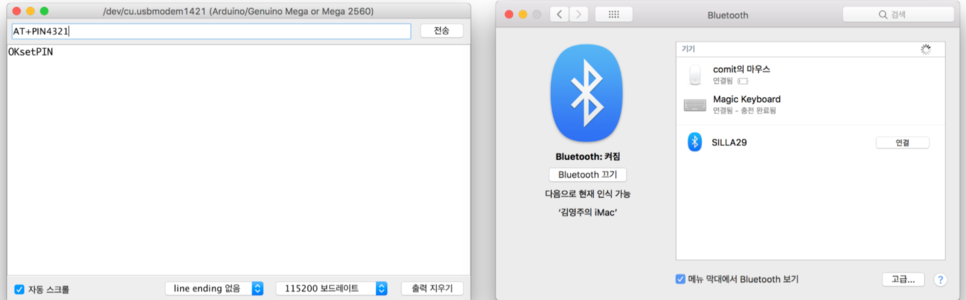 /dev/cu.usbmodem1421 (Arduino/Genuino Mega or Mega 2560)
AT+PIN4321
전송
OKsetPIN
자동 스크롤
line ending 없음
115200 보드레이트
출력 지우기
Bluetooth
검색
Bluetooth: 켜짐
Bluetooth 끄기
다음으로 현재 인식 가능
‘김영주의 iMac’
기기
comit의 마우스
연결됨
Magic Keyboard
연결됨 - 충전 완료됨
SILLA29
연결
메뉴 막대에서 Bluetooth 보기
고급...
?